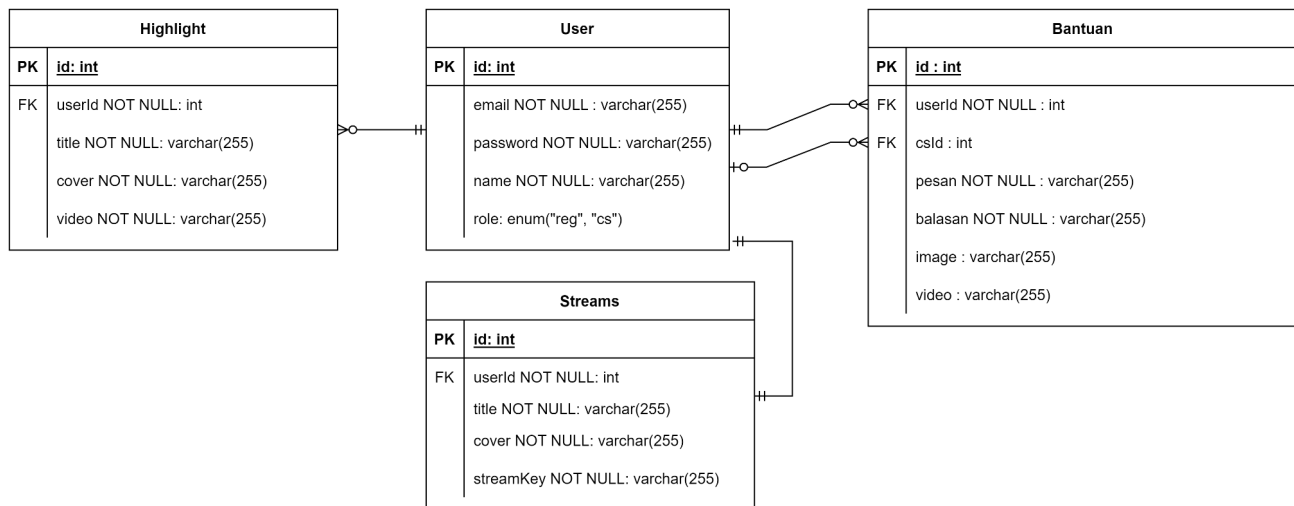 Highlight
PK id: int
FK userId NOT NULL: int
title NOT NULL: varchar(255)
cover NOT NULL: varchar(255)
video NOT NULL: varchar(255)
User
PK id: int
email NOT NULL : varchar(255)
password NOT NULL: varchar(255)
name NOT NULL: varchar(255)
role: enum("reg", "cs")
Bantuan
PK id : int
FK userId NOT NULL : int
FK csId : int
pesan NOT NULL : varchar(255)
balasan NOT NULL : varchar(255)
image : varchar(255)
video : varchar(255)
Streams
PK id: int
FK userId NOT NULL: int
title NOT NULL: varchar(255)
cover NOT NULL: varchar(255)
streamKey NOT NULL: varchar(255)